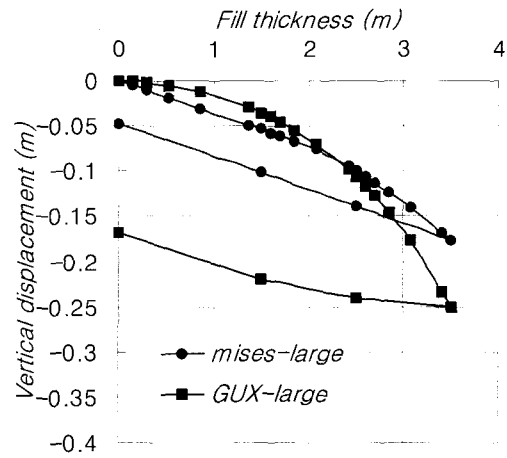 Fill thickness (m)
0 1 2 3 4
0
-0.05
-0.1
-0.15
-0.2
-0.25
-0.3
-0.35
-0.4
Vertical displacement (m)
mises-large
GUX-large